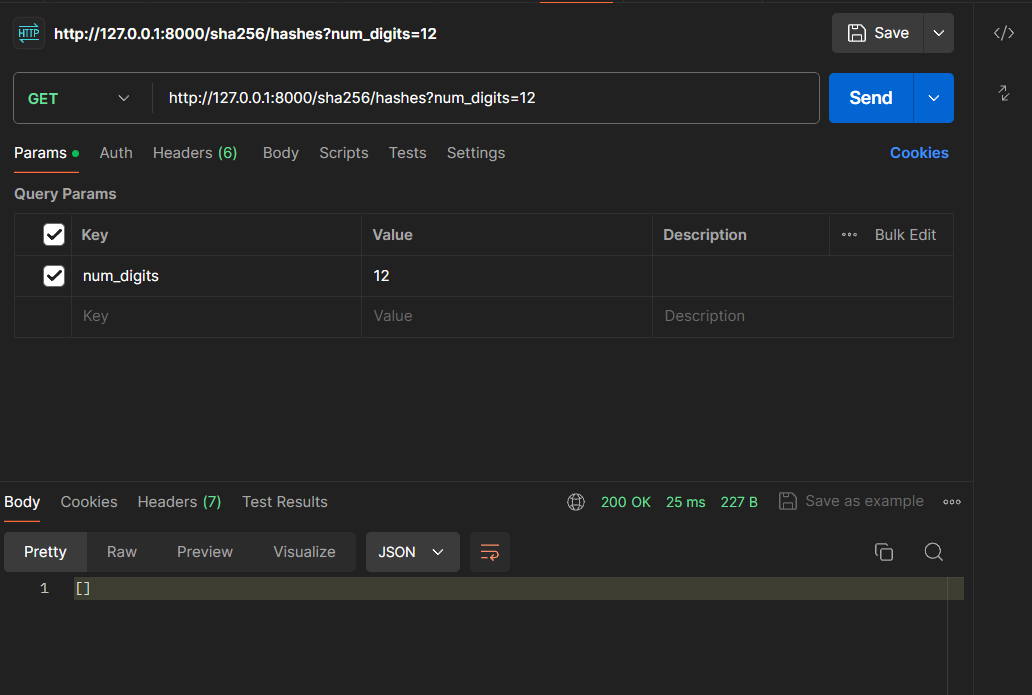 HTTP http://127.0.0.1:8000/sha256/hashes?num_digits=12 Save
GET http://127.0.0.1:8000/sha256/hashes?num_digits=12 Send
Params Auth Headers (6) Body Scripts Tests Settings Cookies
Query Params
Key Value Description Bulk Edit
num_digits 12
Key Value Description
Body Cookies Headers (7) Test Results 200 OK 25 ms 227 B Save as example
Pretty Raw Preview Visualize JSON
1 []